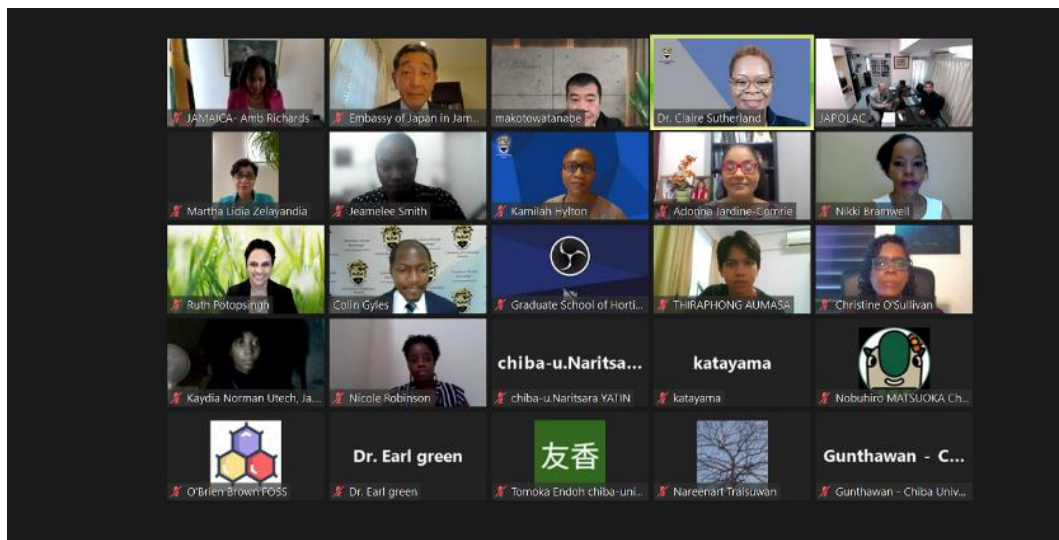 JAMAICA- Amb Richards
Embassy of Japan in Jam...
makotowatanabe
Dr. Claire Sutherland
JAPOLAC
Martha Lidia Zelayandia
Jeamelee Smith
Kamilah Hylton
Adonna Jardine-Comrie
Nikki Bramwell
Ruth Potopsingh
Colin Gyles
Graduate School of Horti...
THIRAPHONG AUMASA
Christine O'Sullivan
Kaydia Norman Utech, Ja...
Nicole Robinson
chiba-u.Naritsa...
chiba-u.Naritsara YATIN
katayama
katayama
Nobuhiro MATSUOKA Ch...
O'Brien Brown FOSS
Dr. Earl green
Dr. Earl green
友香
Tomoka Endoh chiba-uni...
Nareenart Traisuwan
Gunthawan - C...
Gunthawan - Chiba Univ...